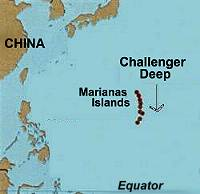 CHINA
Challenger
Deep
Marianas
Islands
Equator